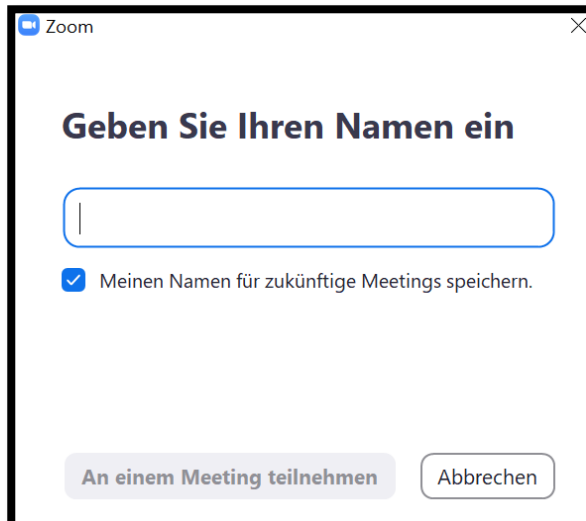 Zoom
Geben Sie Ihren Namen ein
Meinen Namen für zukünftige Meetings speichern.
An einem Meeting teilnehmen
Abbrechen